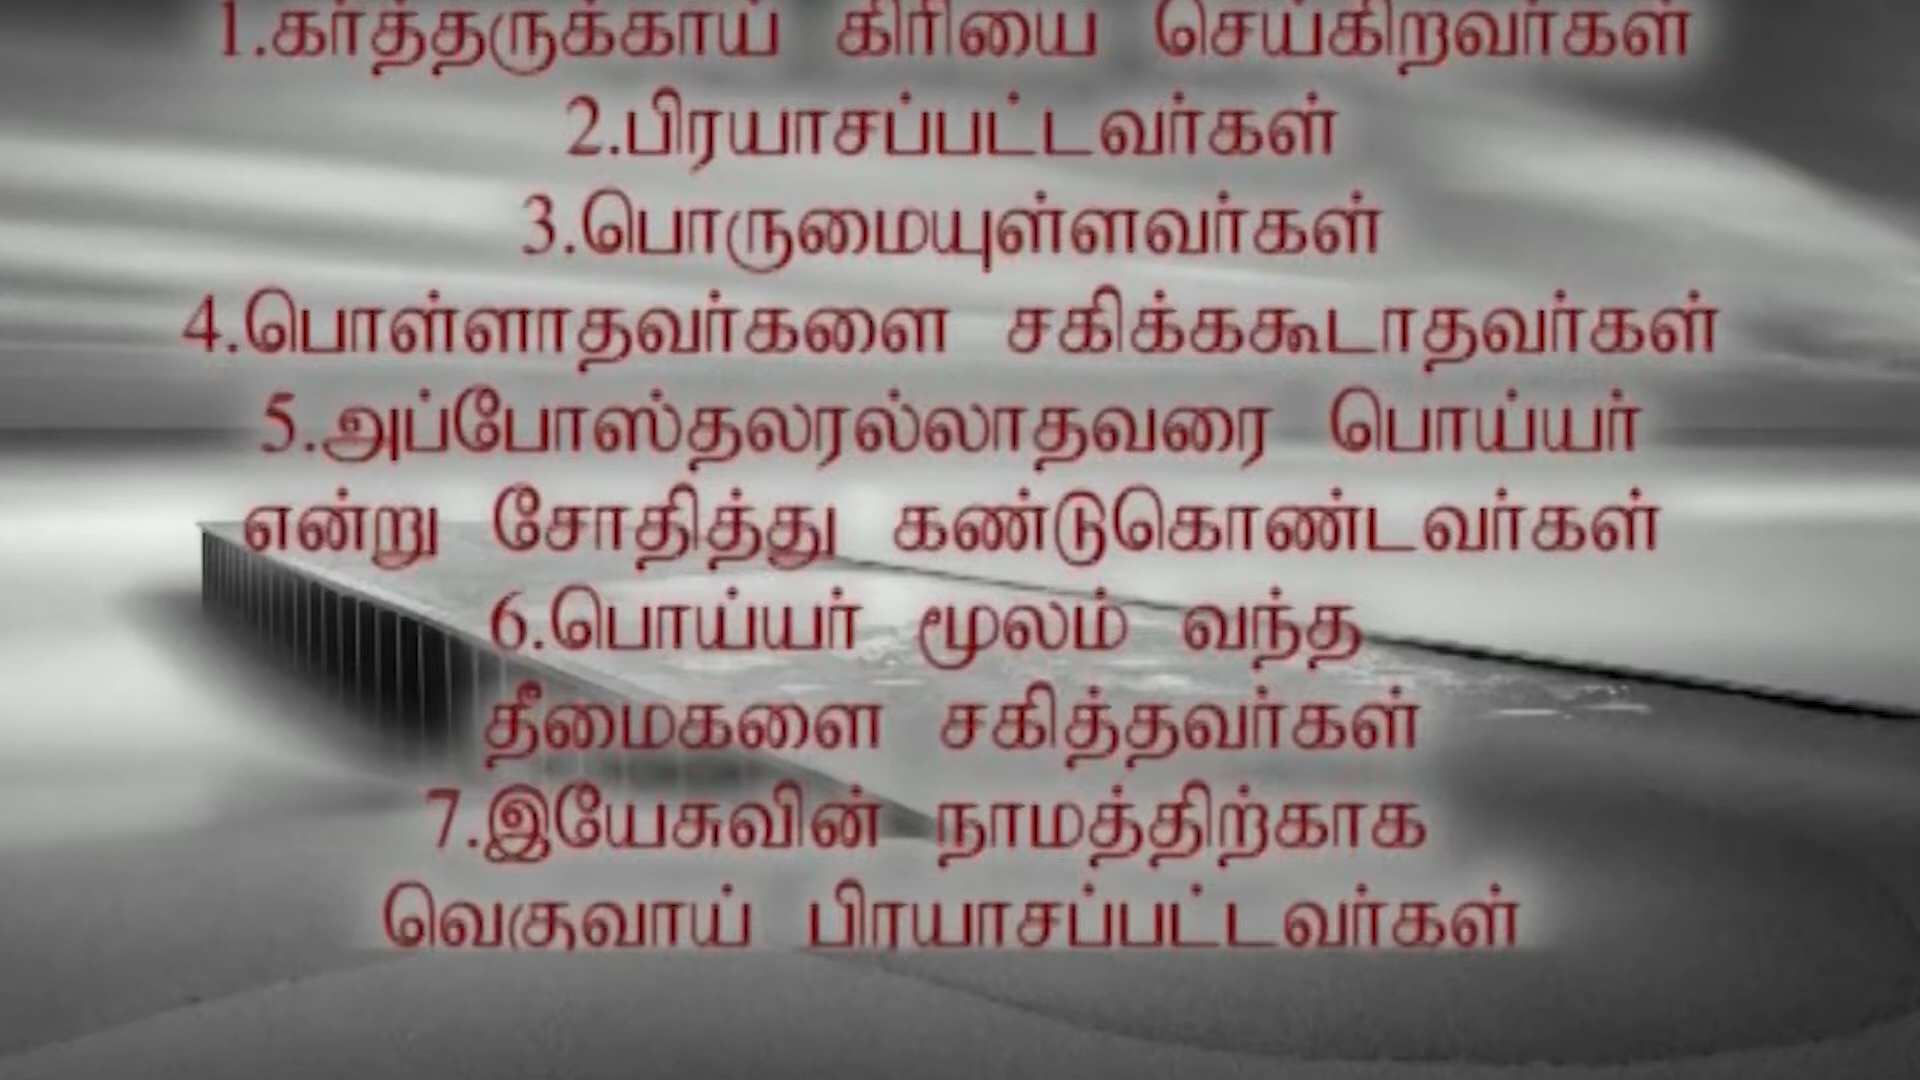 1.கர்த்தருக்காய் கிரியை செய்கிறவர்கள்
2.பிரயாசப்பட்டவர்கள்
3.பொருமையுள்ளவர்கள்
4.பொள்ளாதவர்களை சகிக்ககூடாதவர்கள்
5.அப்போஸ்தலரல்லாதவரை பொய்யர்
என்று சோதித்து கண்டுகொண்டவர்கள்
6.பொய்யர் மூலம் வந்த
தீமைகளை சகித்தவர்கள்
7.இயேசுவின் நாமத்திற்காக
வெகுவாய் பிரயாசப்பட்டவர்கள்